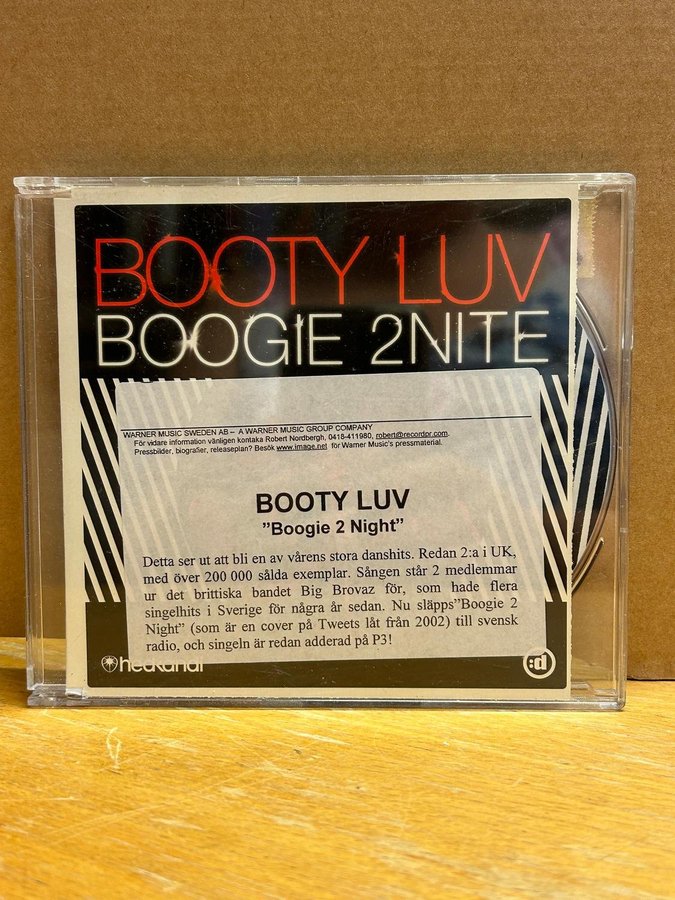 BOOTY LUV
BOOGIE 2NITE
WARNER MUSIC SWEDEN AB – A WARNER MUSIC GROUP COMPANY
För vidare information vänligen kontaka Robert Nordbergh, 0418-411980, robert@recordpr.com.
Pressbilder, biografier, releaseplan? Besök www.image.net för Warner Music's pressmaterial.
BOOTY LUV
”Boogie 2 Night”
Detta ser ut att bli en av vårens stora danshits. Redan 2:a i UK,
med över 200 000 sålda exemplar. Sången står 2 medlemmar
ur det brittiska bandet Big Brovaz för, som hade flera
singelhits i Sverige för några år sedan. Nu släpps”Boogie 2
Night” (som är en cover på Tweets låt från 2002) till svensk
radio, och singeln är redan adderad på P3!
hedkandi
:d